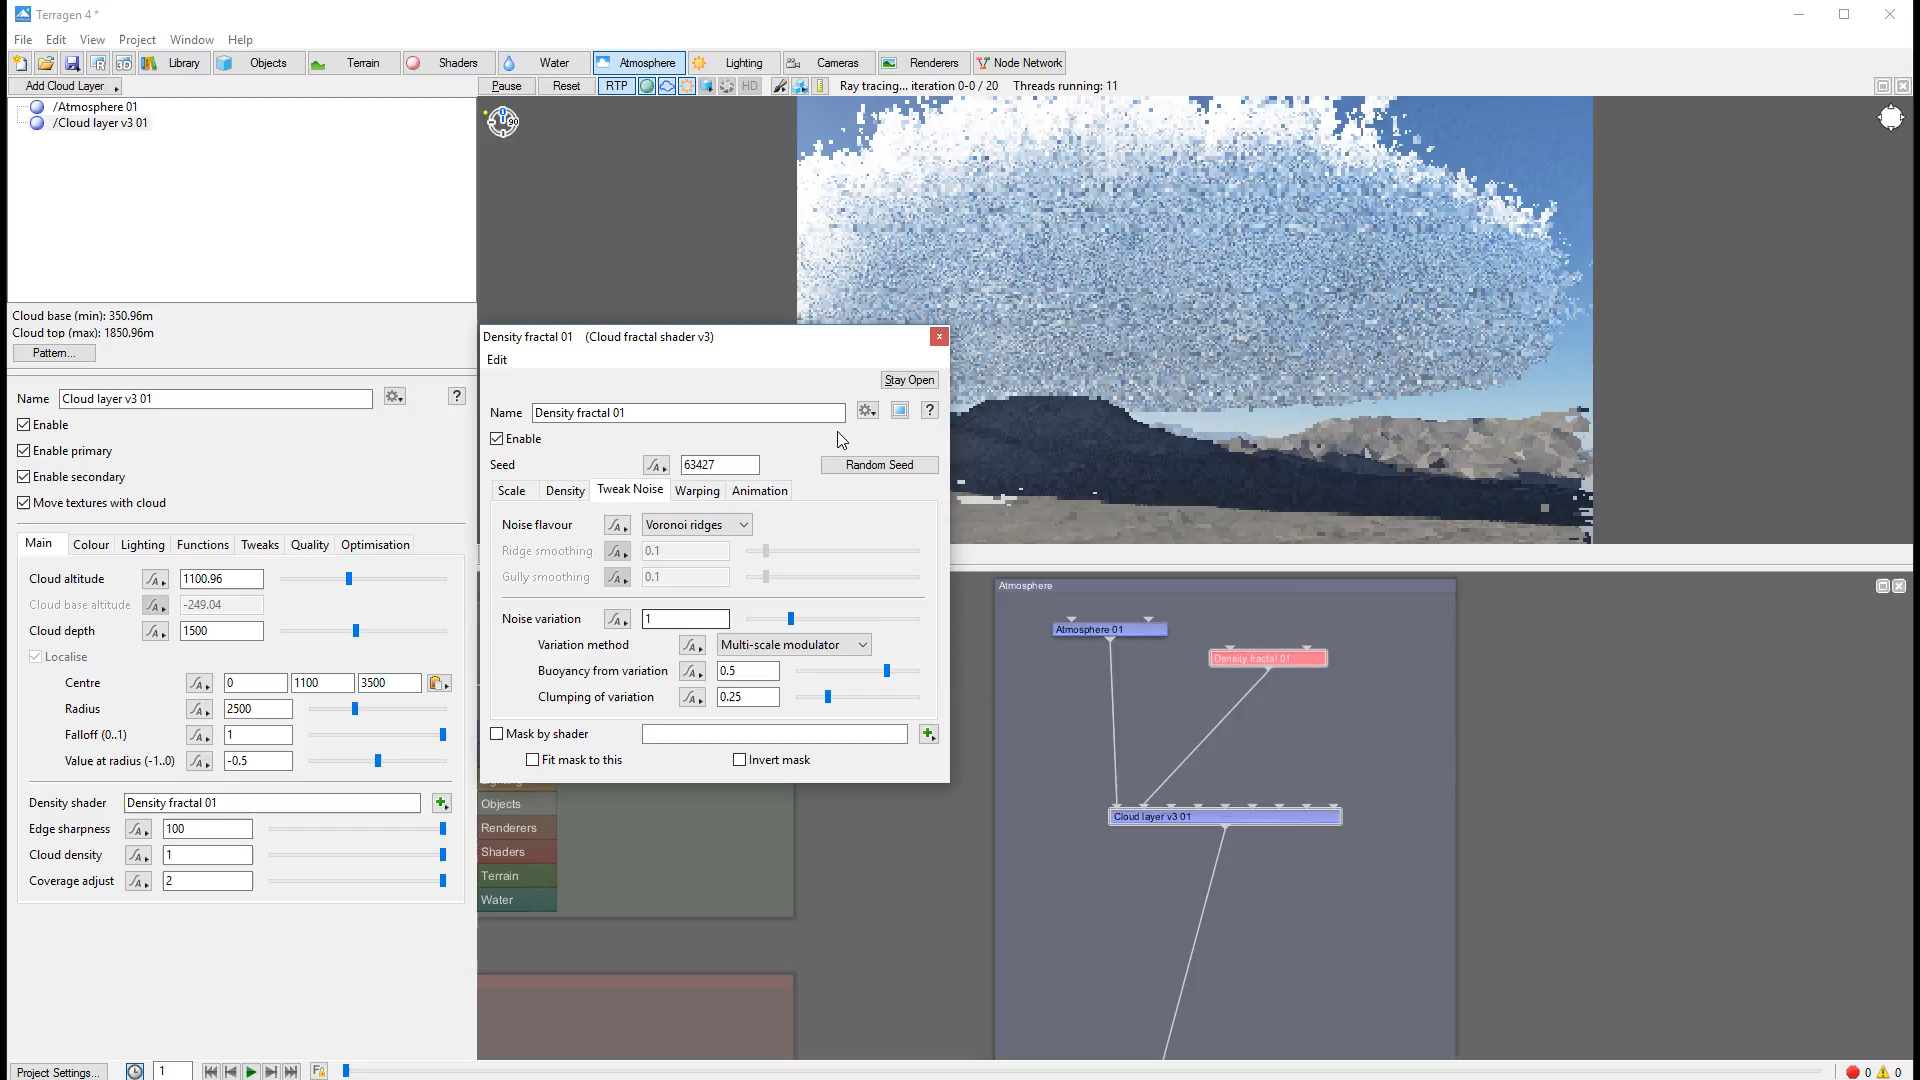 Terragen 4 *
File Edit View Project Window Help
Library Objects Terrain Shaders Water Atmosphere Lighting Cameras Renderers Node Network
Add Cloud Layer
Pause Reset RTP HD Ray tracing... iteration 0-0 / 20 Threads running: 11
/Atmosphere 01
/Cloud layer v3 01
Cloud base (min): 350.96m
Cloud top (max): 1850.96m
Pattern...
Name Cloud layer v3 01 ?
Enable
Enable primary
Enable secondary
Move textures with cloud
Main Colour Lighting Functions Tweaks Quality Optimisation
Cloud altitude 1100.96
Cloud base altitude -249.04
Cloud depth 1500
Localise
Centre 0 1100 3500
Radius 2500
Falloff (0..1) 1
Value at radius (-1..0) -0.5
Density shader Density fractal 01
Edge sharpness 100
Cloud density 1
Coverage adjust 2
Density fractal 01 (Cloud fractal shader v3)
Edit
Stay Open
Name Density fractal 01 ?
Enable
Seed 63427 Random Seed
Scale Density Tweak Noise Warping Animation
Noise flavour Voronoi ridges
Ridge smoothing 0.1
Gully smoothing 0.1
Noise variation 1
Variation method Multi-scale modulator
Buoyancy from variation 0.5
Clumping of variation 0.25
Mask by shader
Fit mask to this Invert mask
Objects
Renderers
Shaders
Terrain
Water
Atmosphere
Atmosphere 01
Density fractal 01
Cloud layer v3 01
Project Settings... 1 0 0